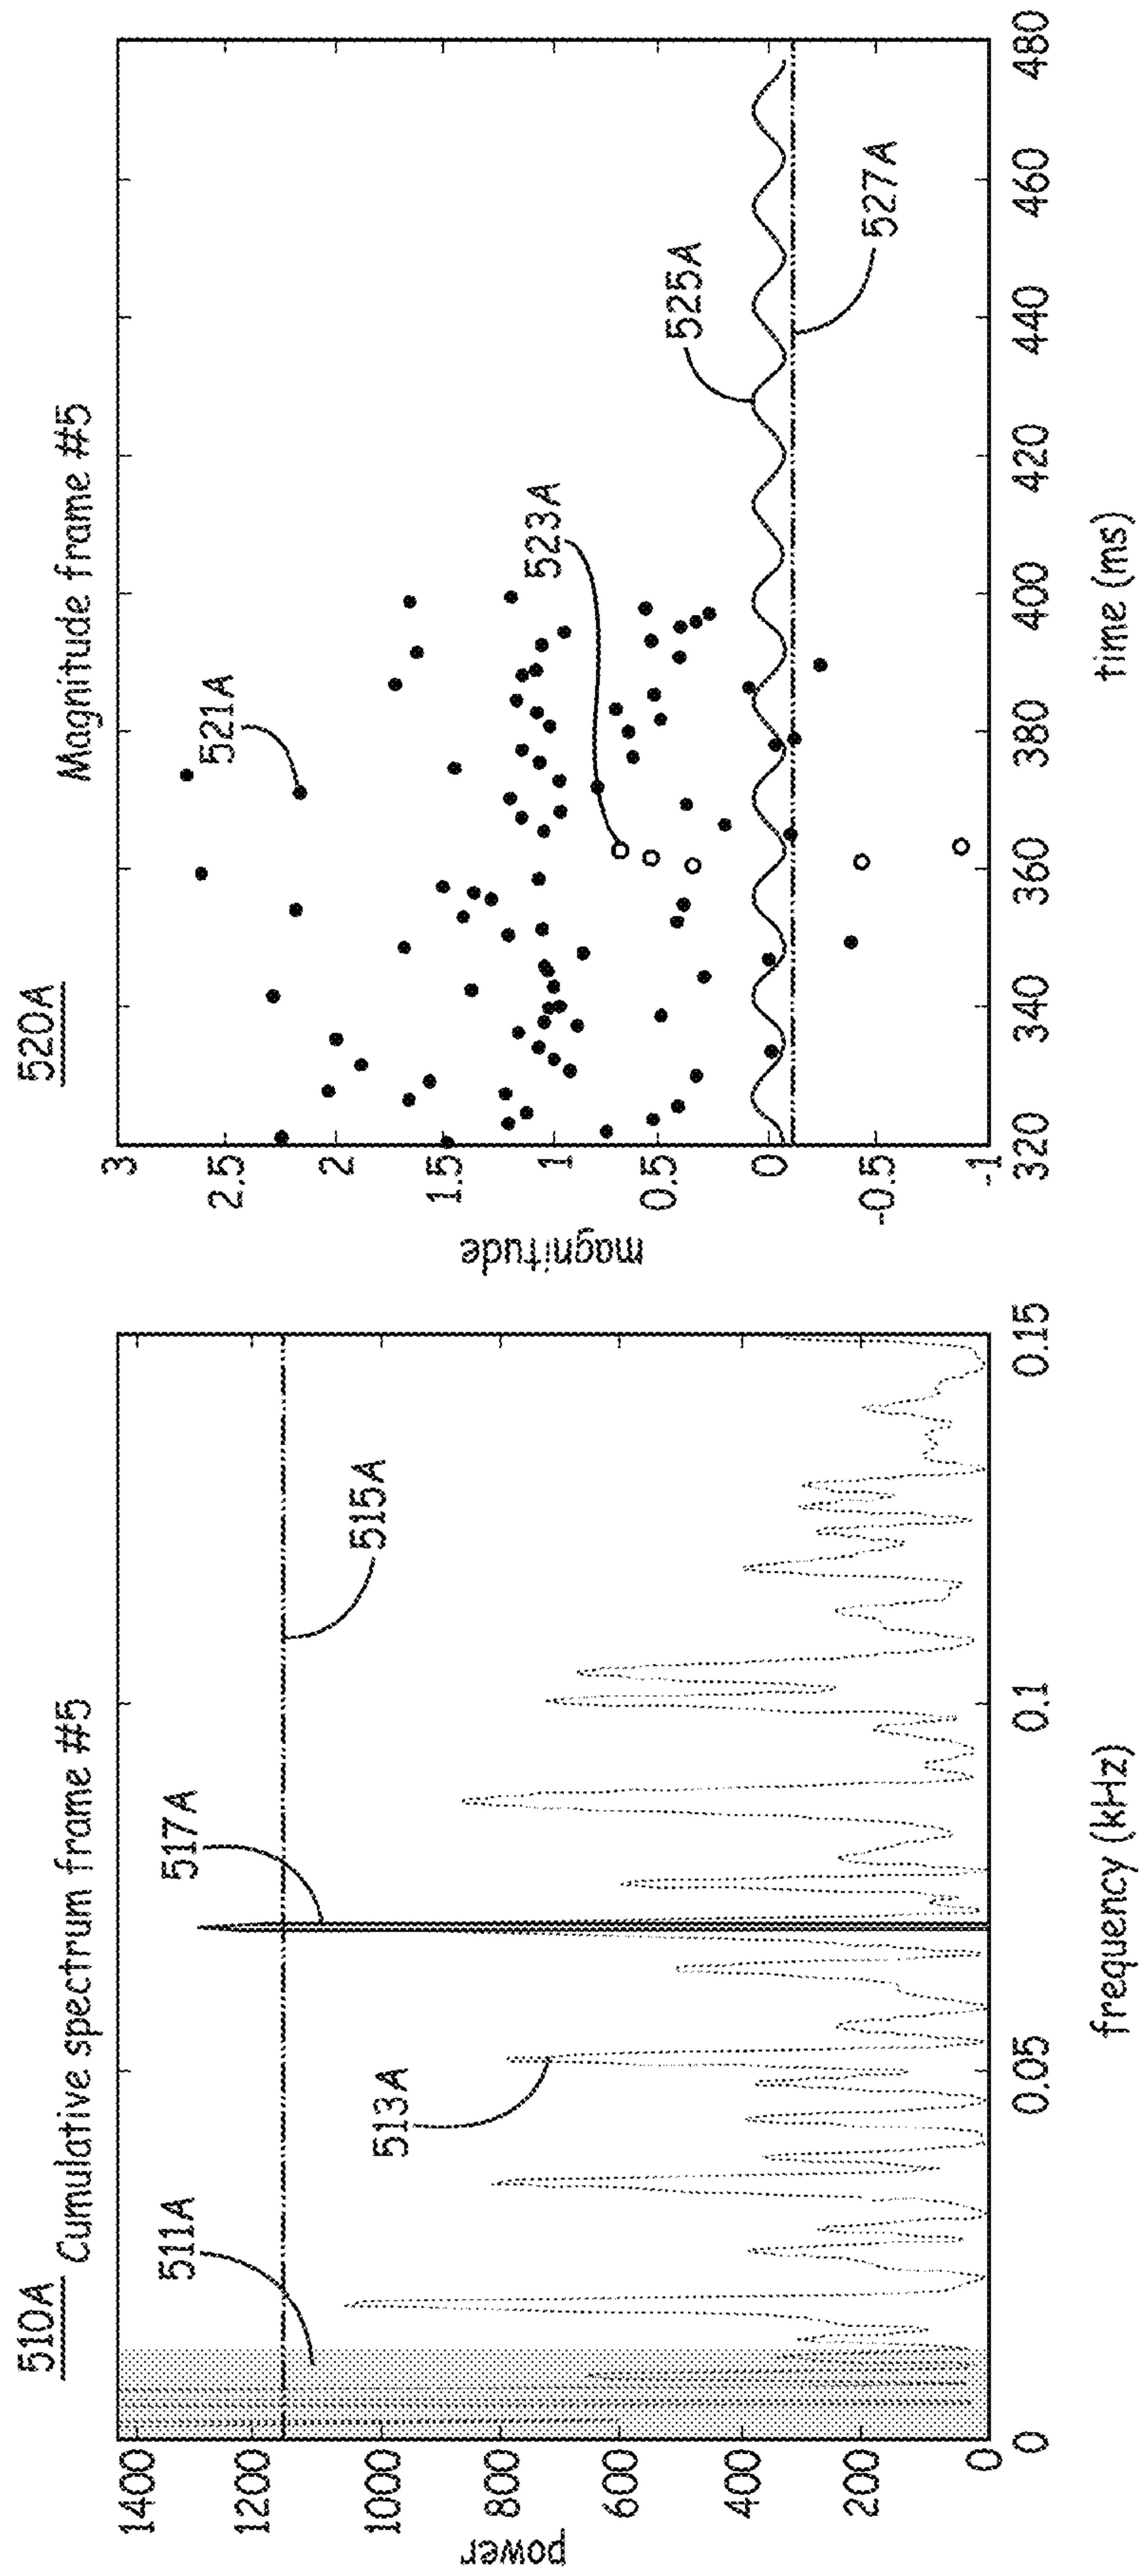 510A
Cumulative spectrum frame #5
511A
517A
513A
515A
power
1400
1200
1000
800
600
400
200
0
0
0.05
0.1
0.15
frequency (kHz)
520A
Magnitude frame #5
521A
523A
525A
527A
magnitude
3
2.5
2
1.5
1
0.5
0
-0.5
-1
320
340
360
380
400
420
440
460
480
time (ms)